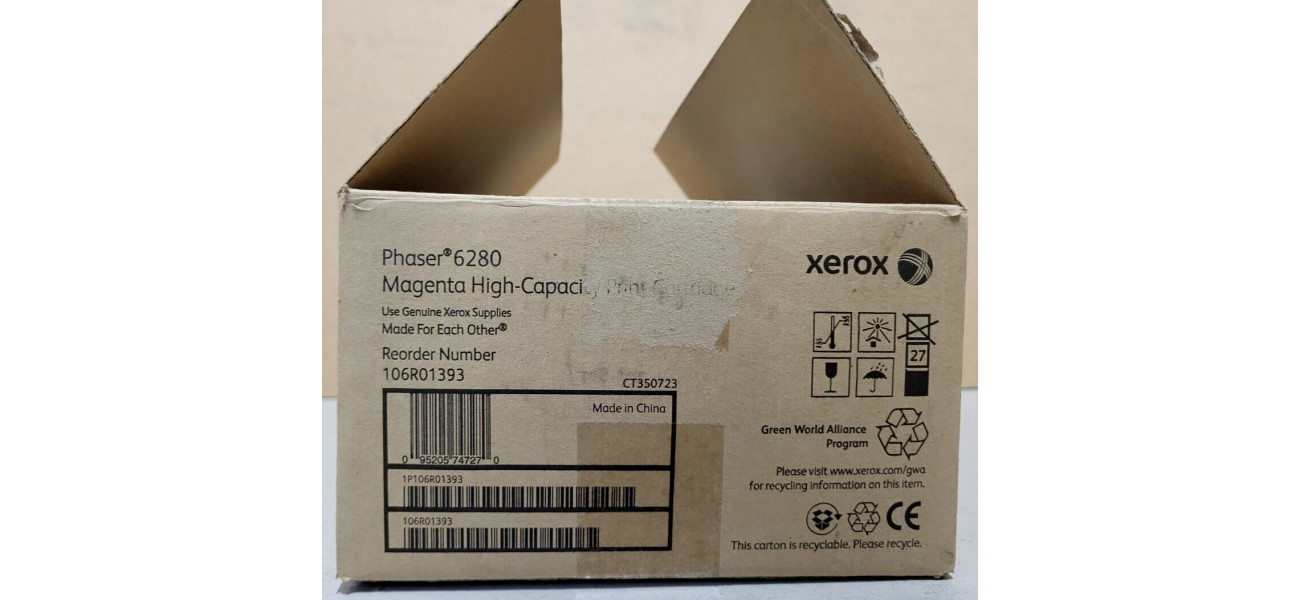 Phaser®6280
Magenta High-Capacity Print Cartridge
Use Genuine Xerox Supplies
Made For Each Other®
Reorder Number
106R01393
CT350723
Made in China
0 95205 74727 0
1P106R01393
106R01393
xerox
27
Green World Alliance
Program
Please visit www.xerox.com/gwa
for recycling information on this item.
CE
This carton is recyclable. Please recycle.